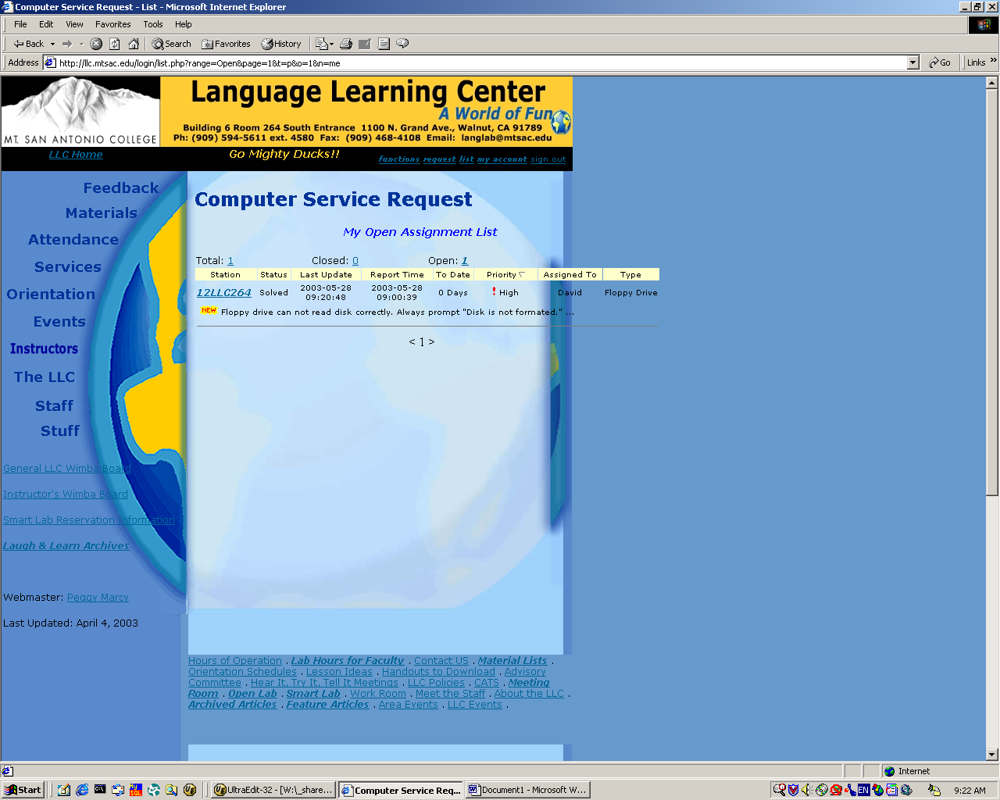 Computer Service Request - List - Microsoft Internet Explorer
File Edit View Favorites Tools Help
Back Search Favorites History
Address http://llc.mtsac.edu/login/list.php?range=Open&page=1&t=p&o=1&n=me Go Links »
Language Learning Center
A World of Fun
Building 6 Room 264 South Entrance 1100 N. Grand Ave., Walnut, CA 91789
MT. SAN ANTONIO COLLEGE
Ph: (909) 594-5611 ext. 4580 Fax: (909) 468-4108 Email: langlab@mtsac.edu
LLC Home Go Mighty Ducks!! functions request list my account sign out
Feedback
Materials
Attendance
Services
Orientation
Events
Instructors
The LLC
Staff
Stuff
General LLC Wimba Board
Instructor's Wimba Board
Smart Lab Reservation Information
Laugh & Learn Archives
Webmaster: Peggy Marcy
Last Updated: April 4, 2003
Computer Service Request
My Open Assignment List
Total: 1 Closed: 0 Open: 1
Station Status Last Update Report Time To Date Priority Assigned To Type
12LLC264 Solved 2003-05-28 09:20:48 2003-05-28 09:00:39 0 Days ! High David Floppy Drive
NEW Floppy drive can not read disk correctly. Always prompt "Disk is not formated." ...
< 1 >
Hours of Operation . Lab Hours for Faculty . Contact US . Material Lists .
Orientation Schedules . Lesson Ideas . Handouts to Download . Advisory
Committee . Hear It, Try It, Tell It Meetings . LLC Policies . CATS . Meeting
Room . Open Lab . Smart Lab . Work Room . Meet the Staff . About the LLC .
Archived Articles . Feature Articles . Area Events . LLC Events .
Internet
Start UltraEdit-32 - [W:\_share... Computer Service Req... Document1 - Microsoft W... EN 9:22 AM